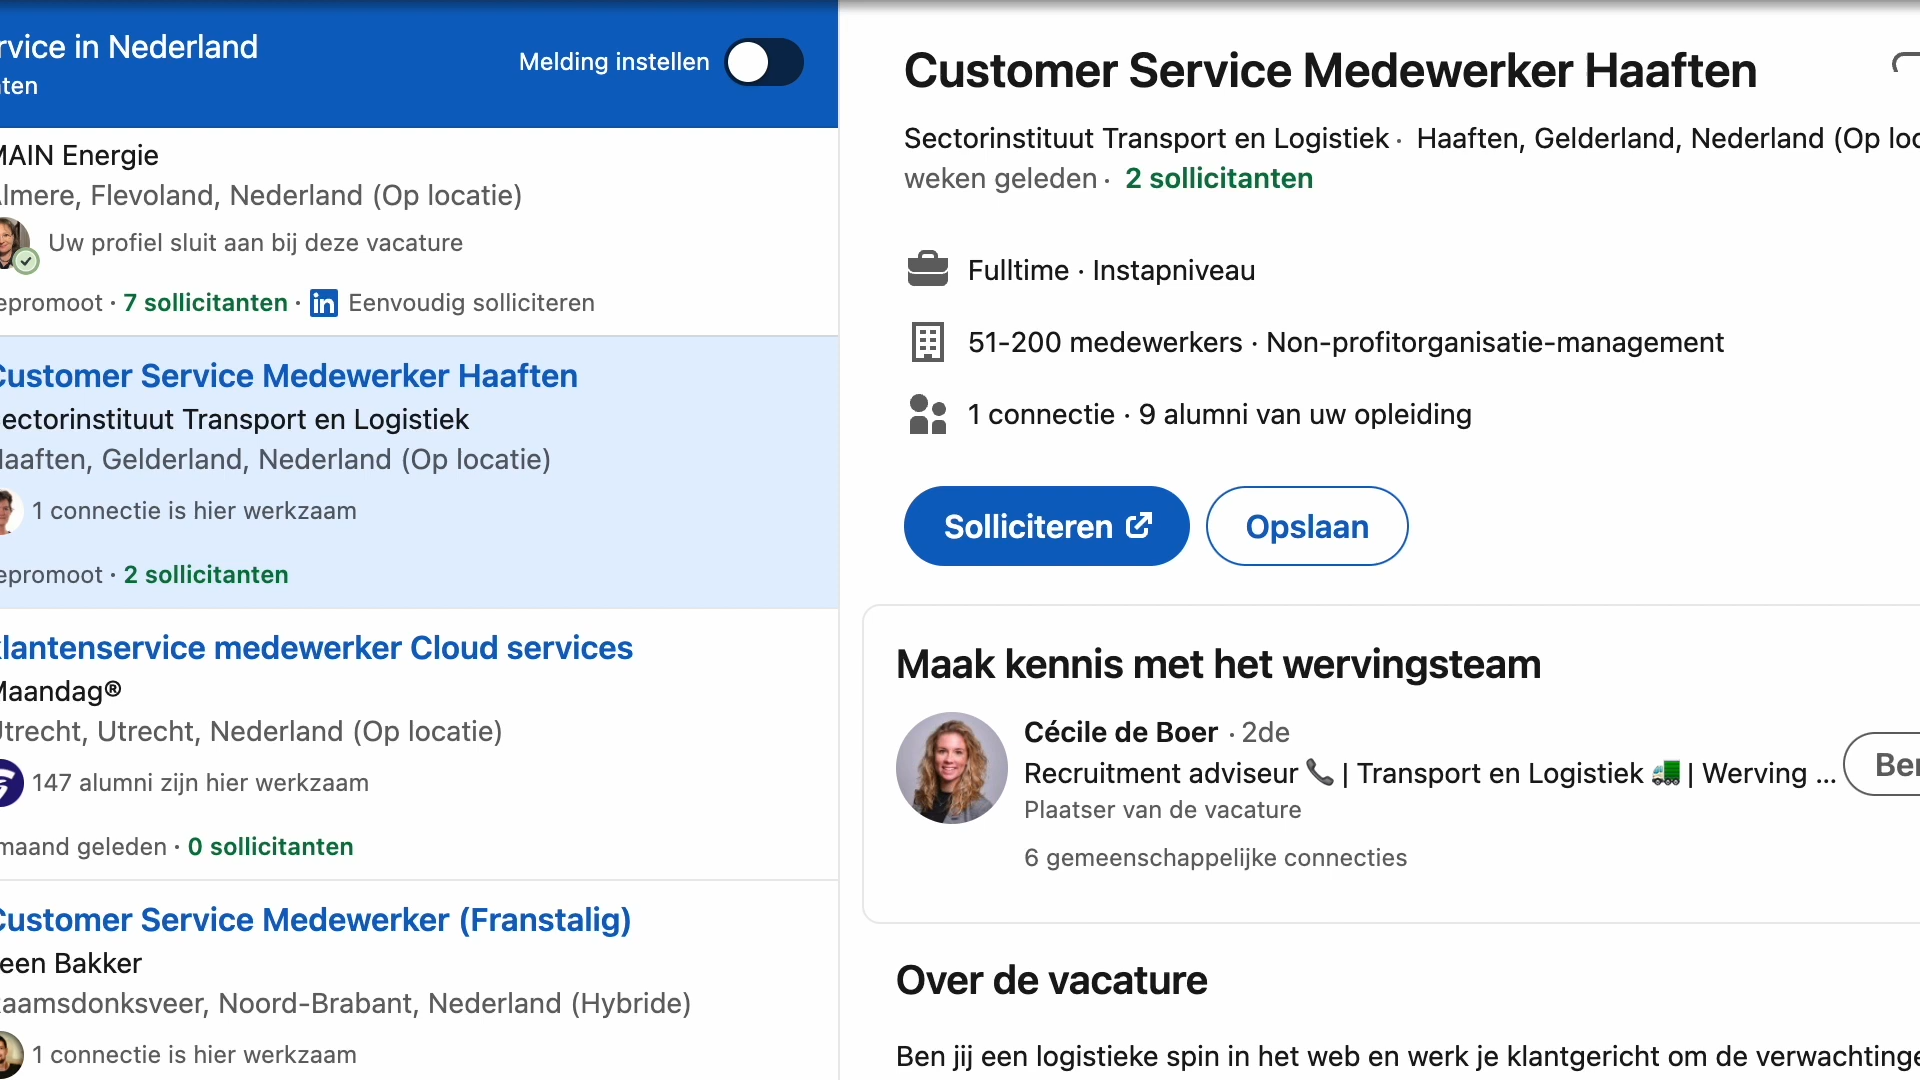 rvice in Nederland
ten
Melding instellen
MAIN Energie
lmere, Flevoland, Nederland (Op locatie)
Uw profiel sluit aan bij deze vacature
epromoot · 7 sollicitanten · in Eenvoudig solliciteren
Customer Service Medewerker Haaften
ectorinstituut Transport en Logistiek
Haaften, Gelderland, Nederland (Op locatie)
1 connectie is hier werkzaam
epromoot · 2 sollicitanten
klantenservice medewerker Cloud services
Maandag®
Utrecht, Utrecht, Nederland (Op locatie)
147 alumni zijn hier werkzaam
maand geleden · 0 sollicitanten
Customer Service Medewerker (Franstalig)
een Bakker
aamsdonksveer, Noord-Brabant, Nederland (Hybride)
1 connectie is hier werkzaam
Customer Service Medewerker Haaften
Sectorinstituut Transport en Logistiek · Haaften, Gelderland, Nederland (Op loc
weken geleden · 2 sollicitanten
Fulltime · Instapniveau
51-200 medewerkers · Non-profitorganisatie-management
1 connectie · 9 alumni van uw opleiding
Solliciteren
Opslaan
Maak kennis met het wervingsteam
Cécile de Boer · 2de
Recruitment adviseur 📞 | Transport en Logistiek 🚛 | Werving ...
Plaatser van de vacature
6 gemeenschappelijke connecties
Ber
Over de vacature
Ben jij een logistieke spin in het web en werk je klantgericht om de verwachtinge